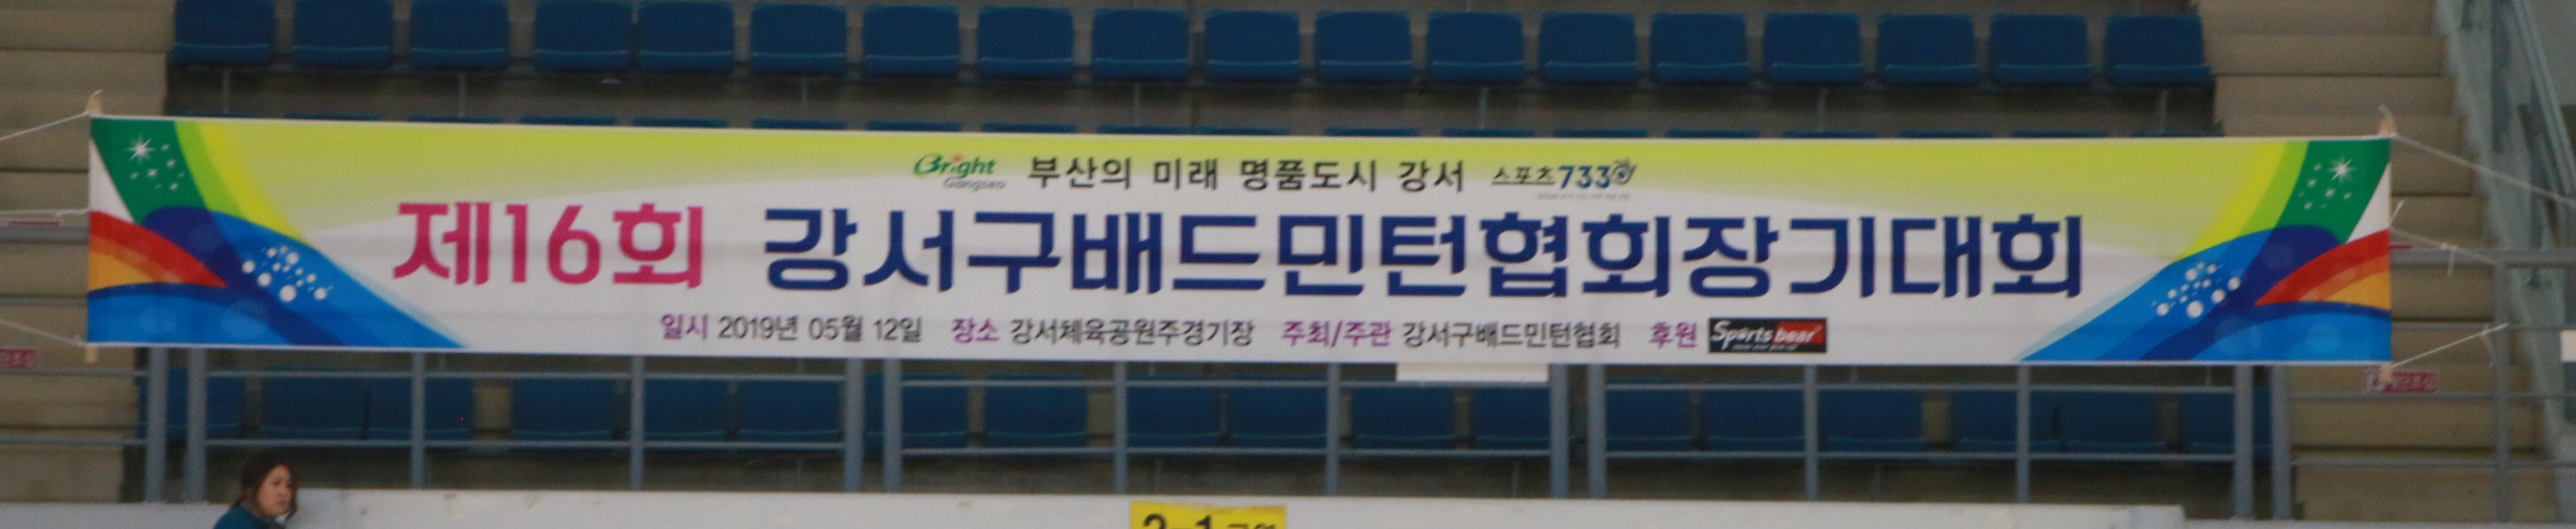 Bright Gangseo 부산의 미래 명품도시 강서 스포츠7330
제16회 강서구배드민턴협회장기대회
일시 2019년 05월 12일 장소 강서체육공원주경기장 주최/주관 강서구배드민턴협회 후원 Sports bear
2-1